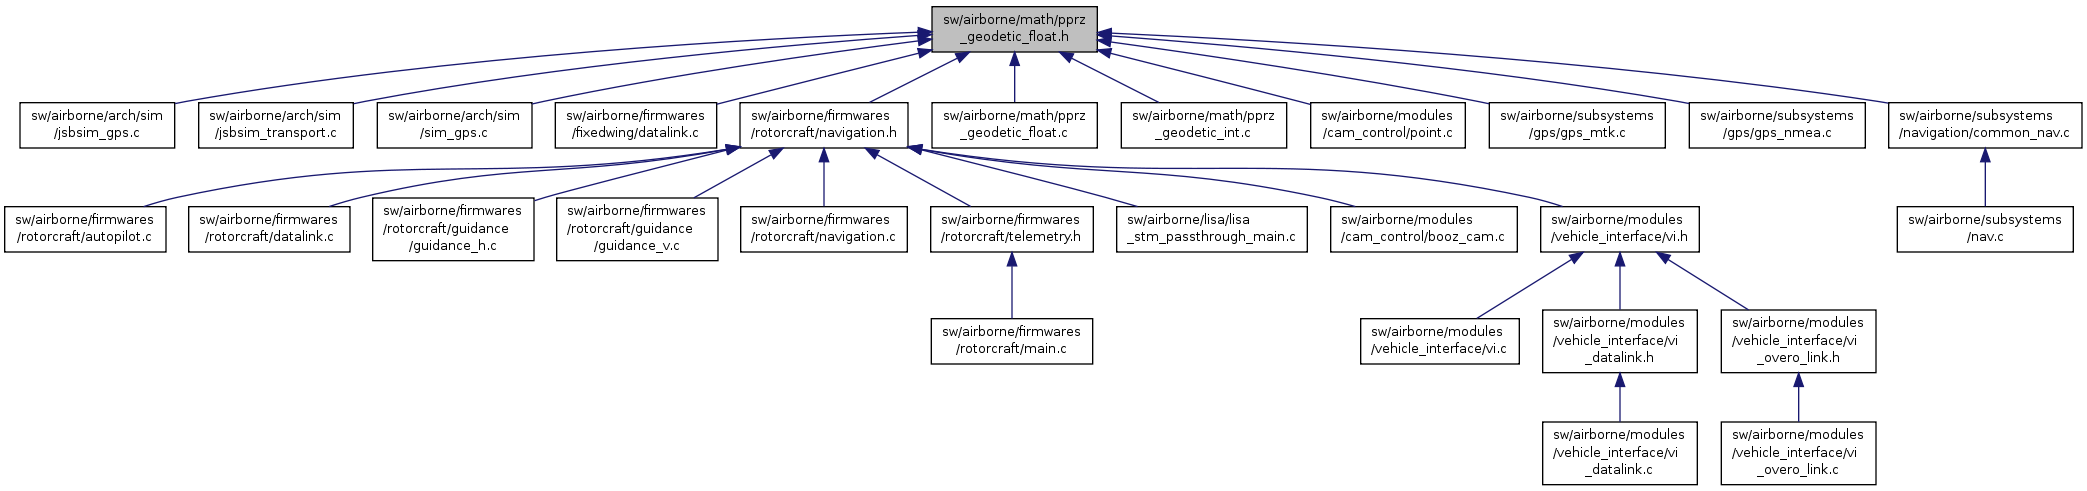 sw/airborne/math/pprz
_geodetic_float.h
sw/airborne/arch/sim
/jsbsim_gps.c
sw/airborne/arch/sim
/jsbsim_transport.c
sw/airborne/arch/sim
/sim_gps.c
sw/airborne/firmwares
/fixedwing/datalink.c
sw/airborne/firmwares
/rotorcraft/navigation.h
sw/airborne/math/pprz
_geodetic_float.c
sw/airborne/math/pprz
_geodetic_int.c
sw/airborne/modules
/cam_control/point.c
sw/airborne/subsystems
/gps/gps_mtk.c
sw/airborne/subsystems
/gps/gps_nmea.c
sw/airborne/subsystems
/navigation/common_nav.c
sw/airborne/firmwares
/rotorcraft/autopilot.c
sw/airborne/firmwares
/rotorcraft/datalink.c
sw/airborne/firmwares
/rotorcraft/guidance
/guidance_h.c
sw/airborne/firmwares
/rotorcraft/guidance
/guidance_v.c
sw/airborne/firmwares
/rotorcraft/navigation.c
sw/airborne/firmwares
/rotorcraft/telemetry.h
sw/airborne/lisa/lisa
_stm_passthrough_main.c
sw/airborne/modules
/cam_control/booz_cam.c
sw/airborne/modules
/vehicle_interface/vi.h
sw/airborne/subsystems
/nav.c
sw/airborne/firmwares
/rotorcraft/main.c
sw/airborne/modules
/vehicle_interface/vi.c
sw/airborne/modules
/vehicle_interface/vi
_datalink.h
sw/airborne/modules
/vehicle_interface/vi
_overo_link.h
sw/airborne/modules
/vehicle_interface/vi
_datalink.c
sw/airborne/modules
/vehicle_interface/vi
_overo_link.c